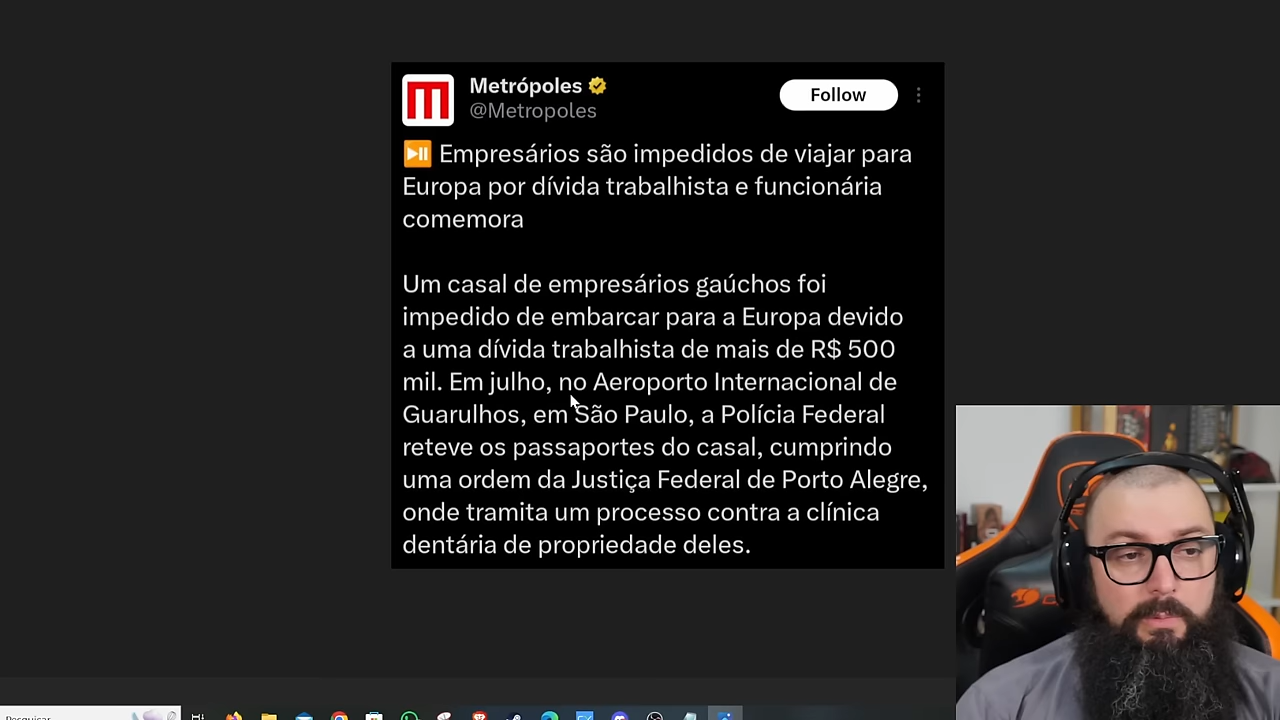 Metrópoles
@Metropoles
Follow
⏯️ Empresários são impedidos de viajar para
Europa por dívida trabalhista e funcionária
comemora
Um casal de empresários gaúchos foi
impedido de embarcar para a Europa devido
a uma dívida trabalhista de mais de R$ 500
mil. Em julho, no Aeroporto Internacional de
Guarulhos, em São Paulo, a Polícia Federal
reteve os passaportes do casal, cumprindo
uma ordem da Justiça Federal de Porto Alegre,
onde tramita um processo contra a clínica
dentária de propriedade deles.
Pesquisar